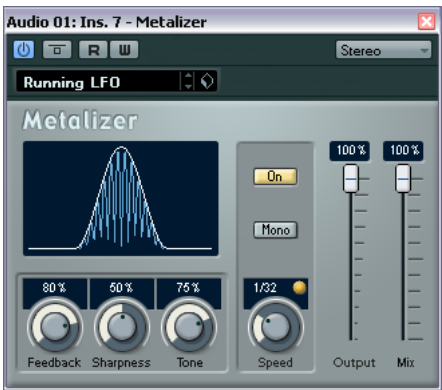 Audio 01: Ins. 7 - Metalizer
R W Stereo
Running LFO
Metalizer
100 % 100 %
On
Mono
80 % 50 % 75 % 1/32
Feedback Sharpness Tone Speed Output Mix